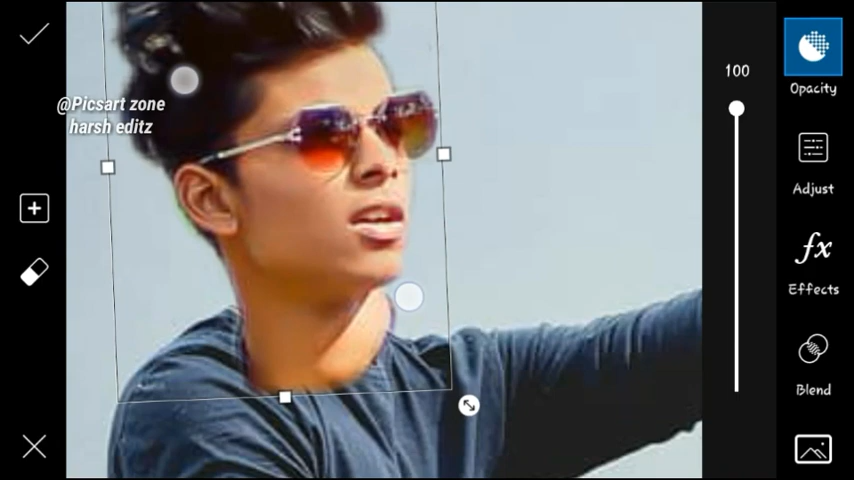 100
Opacity
@Picsart zone
harsh editz
Adjust
fx
Effects
Blend